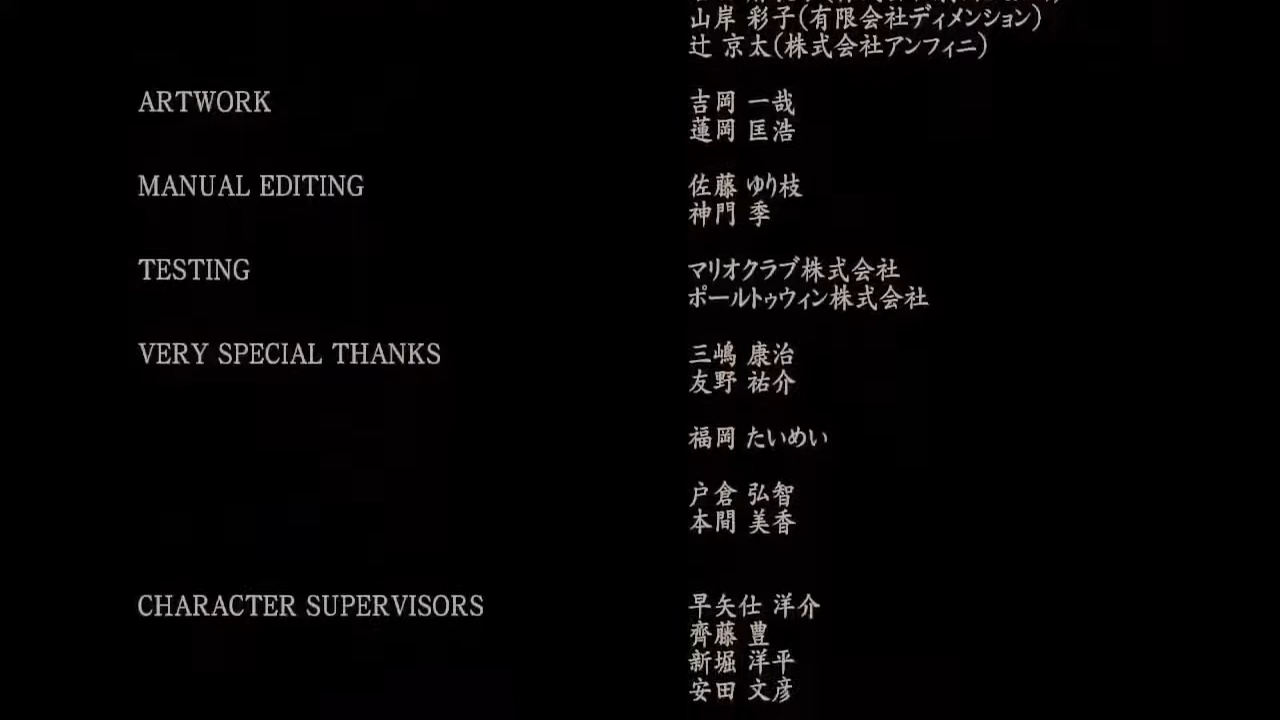 山岸 彩子(有限会社ディメンション)
辻 京太(株式会社アンフィニ)
ARTWORK 吉岡 一哉
蓮岡 匡浩
MANUAL EDITING 佐藤 ゆり枝
神門 季
TESTING マリオクラブ株式会社
ポールトゥウィン株式会社
VERY SPECIAL THANKS 三嶋 康治
友野 祐介
福岡 たいめい
戸倉 弘智
本間 美香
CHARACTER SUPERVISORS 早矢仕 洋介
齊藤 豊
新堀 洋平
安田 文彦